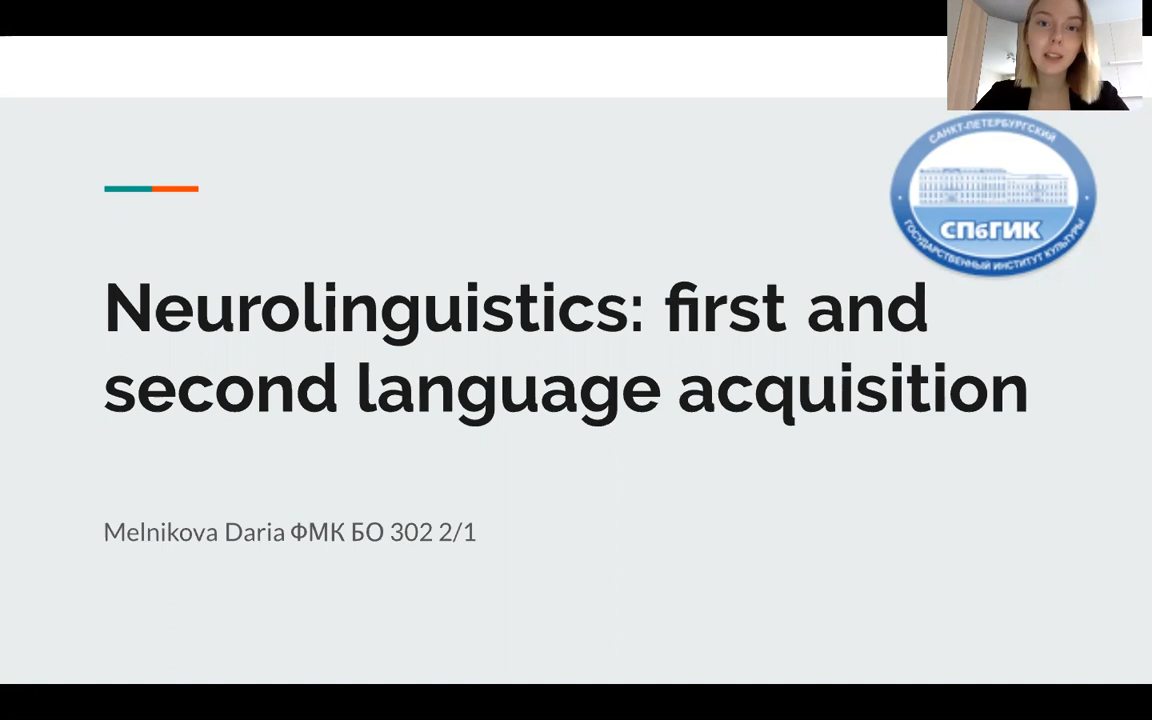 САНКТ-ПЕТЕРБУРГСКИЙ
СПбГИК
ГОСУДАРСТВЕННЫЙ ИНСТИТУТ КУЛЬТУРЫ
Neurolinguistics: first and
second language acquisition
Melnikova Daria ФМК БО 302 2/1